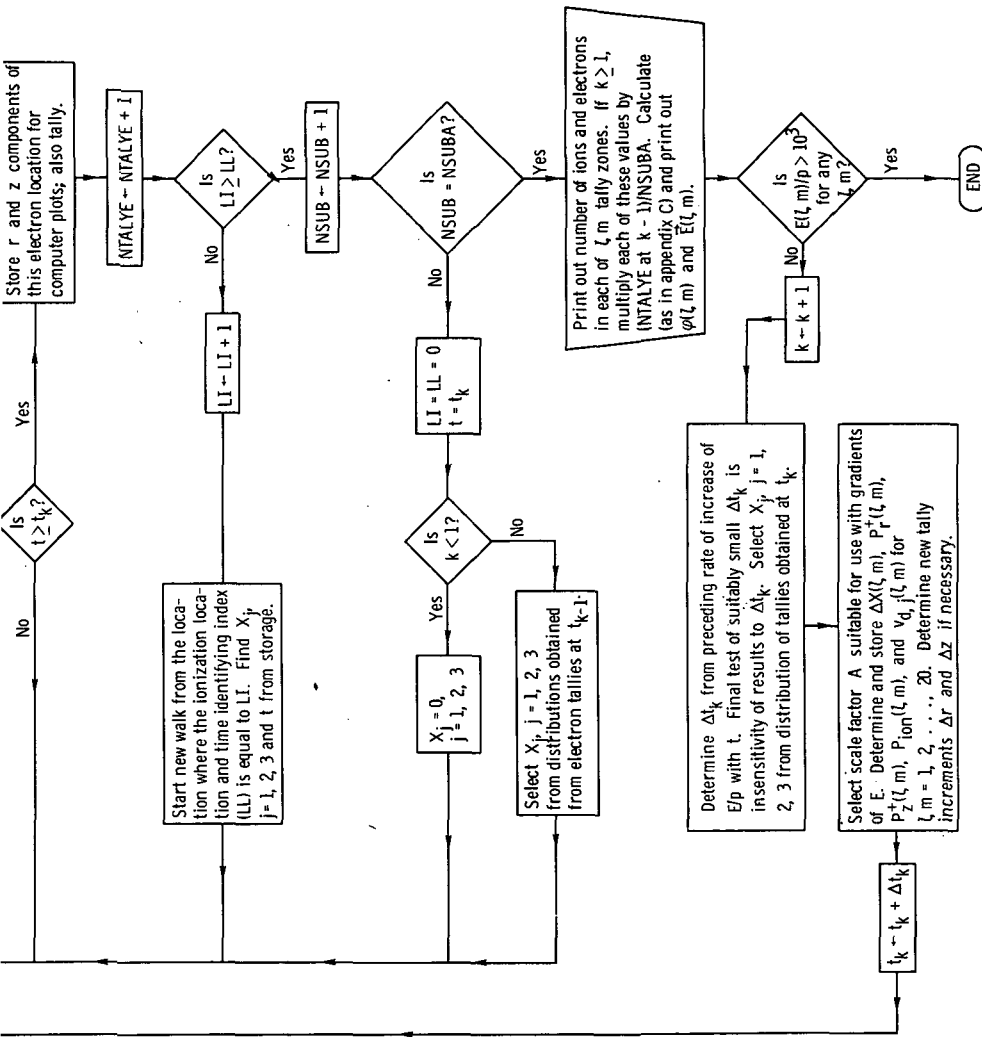 Is
t ≥ t_k?
Yes
No
Store r and z components of
this electron location for
computer plots; also tally.
NTALYE ← NTALYE + 1
Is
LI ≥ LL?
No
Yes
LI ← LI + 1
Start new walk from the loca-
tion where the ionization loca-
tion and time identifying index
(LL) is equal to LI. Find X_j,
j = 1, 2, 3 and t from storage.
NSUB ← NSUB + 1
Is
NSUB = NSUBA?
No
Yes
LI = LL = 0
t = t_k
Is
k < 1?
Yes
No
X_j = 0,
j = 1, 2, 3
Select X_j, j = 1, 2, 3
from distributions obtained
from electron tallies at t_k-1.
Print out number of ions and electrons
in each of l, m tally zones. If k ≥ 1,
multiply each of these values by
(NTALYE at k - 1)/NSUBA. Calculate
(as in appendix C) and print out
φ(l, m) and E⃗(l, m).
Is
E(l, m)/p > 10³
for any
l, m?
No
Yes
k ← k + 1
END
Determine Δt_k from preceding rate of increase of
E/p with t. Final test of suitably small Δt_k is
insensitivity of results to Δt_k. Select X_j, j = 1,
2, 3 from distribution of tallies obtained at t_k.
Select scale factor A suitable for use with gradients
of E. Determine and store ΔX(l, m), P_r^+(l, m),
P_z^+(l, m), P_ion(l, m), and v_d,j(l, m) for
l, m = 1, 2, . . ., 20. Determine new tally
increments Δr and Δz if necessary.
t_k ← t_k + Δt_k